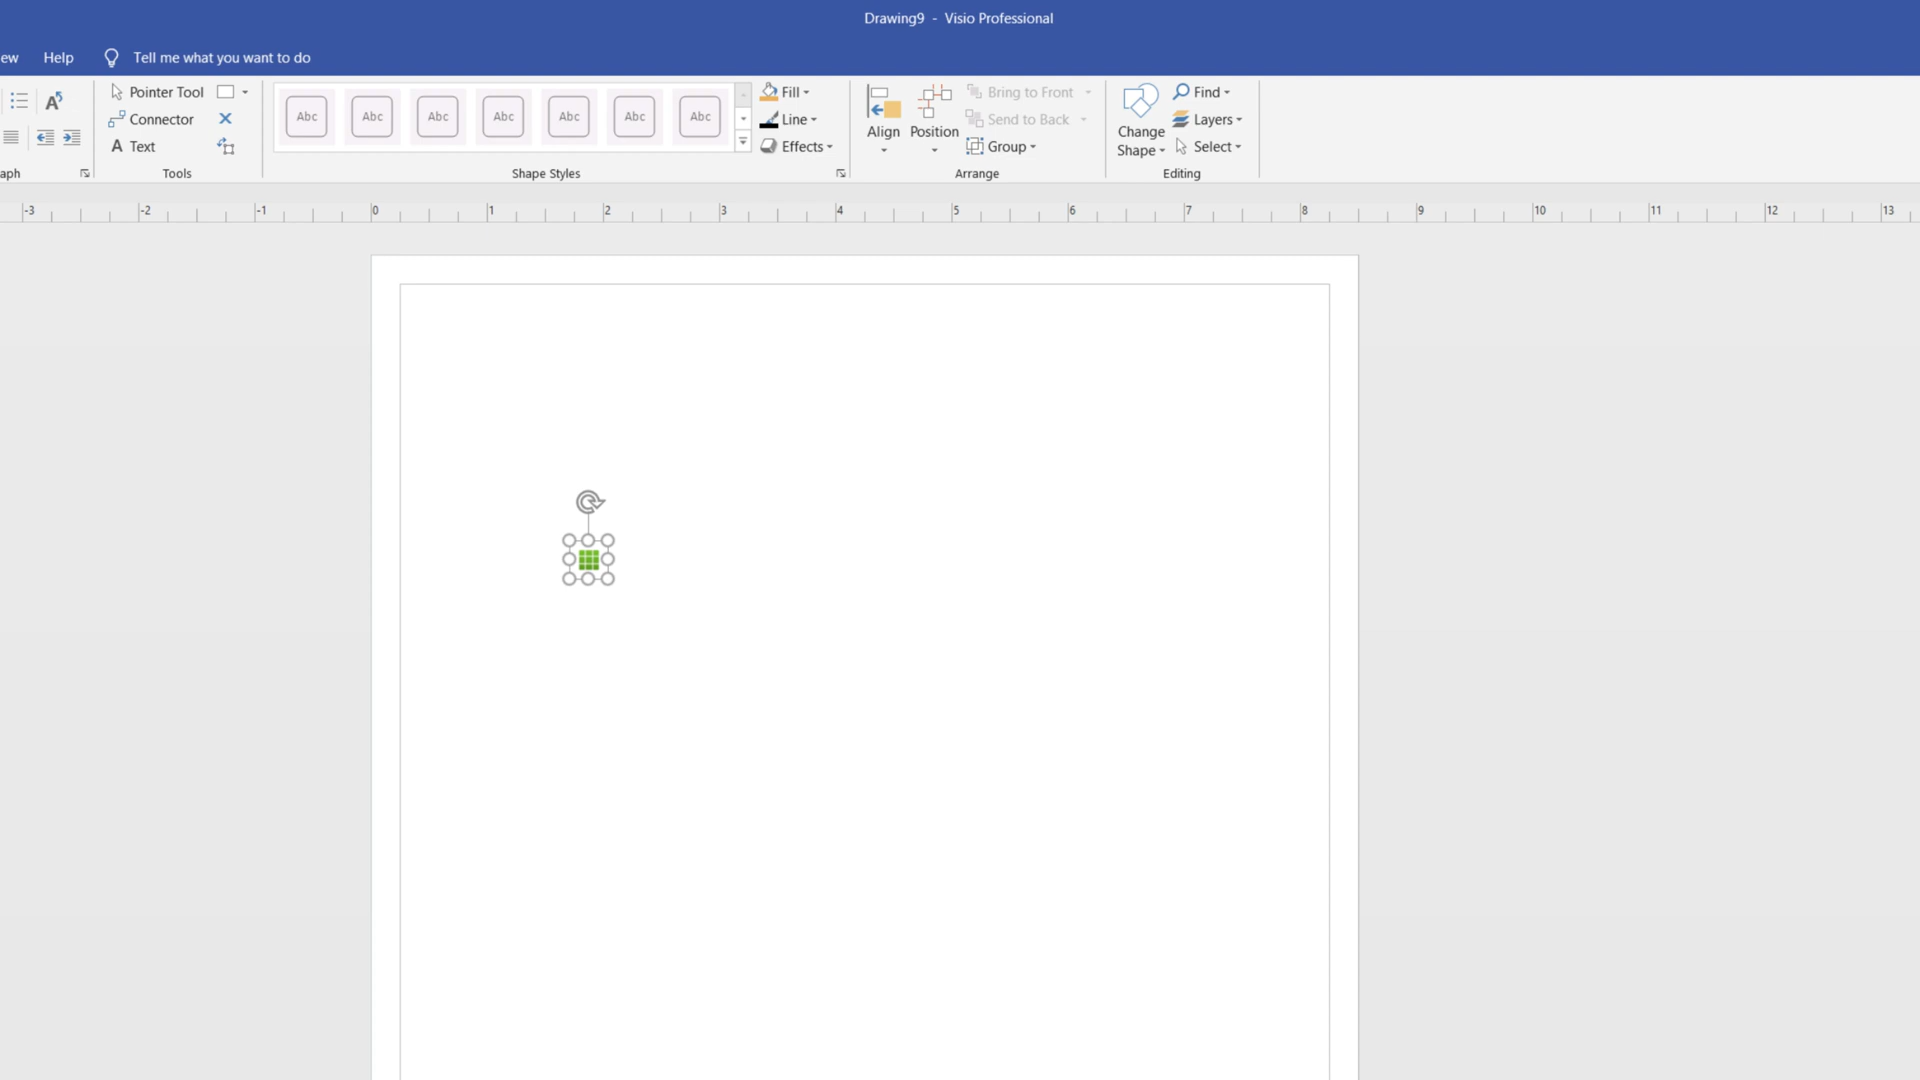 Drawing9 - Visio Professional
ew Help Tell me what you want to do
Pointer Tool
Connector
A Text
Tools
aph
Abc Abc Abc Abc Abc Abc Abc
Shape Styles
Fill
Line
Effects
Align
Position
Bring to Front
Send to Back
Group
Arrange
Change
Shape
Find
Layers
Select
Editing
-3 -2 -1 0 1 2 3 4 5 6 7 8 9 10 11 12 13